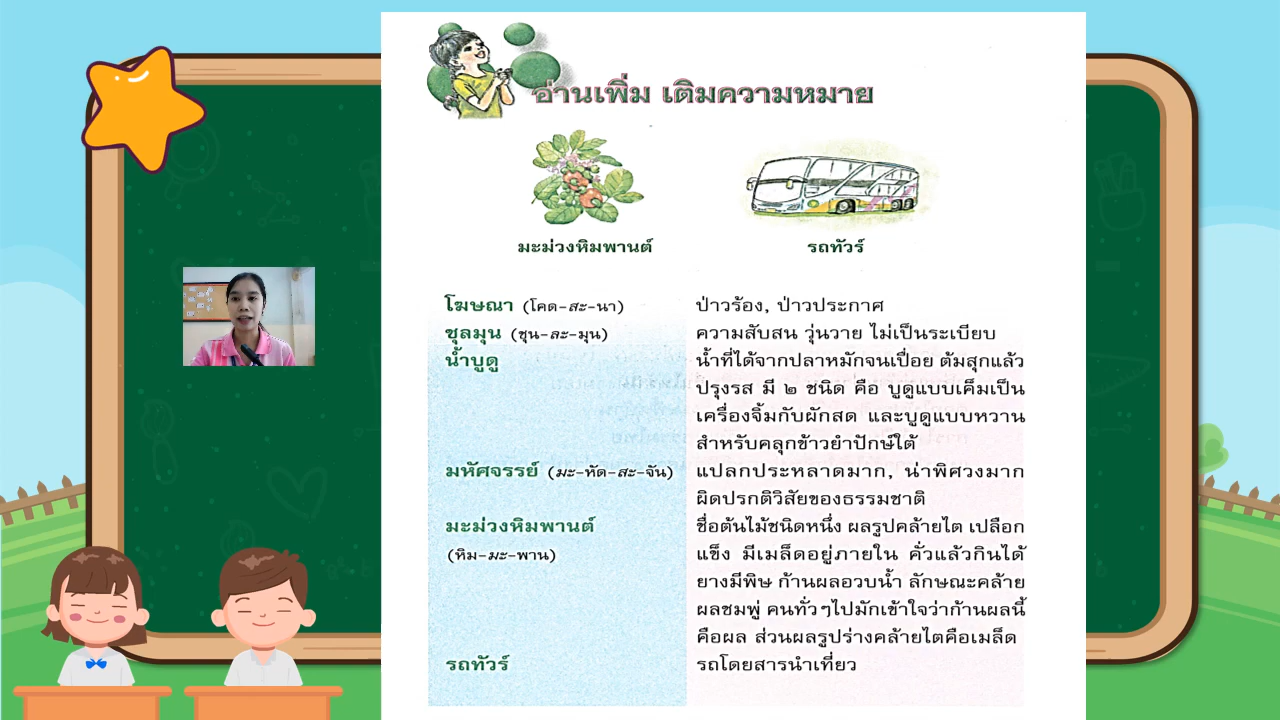 อ่านเพิ่ม เติมความหมาย
มะม่วงหิมพานต์ รถทัวร์
โฆษณา (โคด-สะ-นา) ป่าวร้อง, ป่าวประกาศ
ชุลมุน (ชุน-ละ-มุน) ความสับสน วุ่นวาย ไม่เป็นระเบียบ
น้ำบูดู น้ำที่ได้จากปลาหมักจนเปื่อย ต้มสุกแล้ว
ปรุงรส มี ๒ ชนิด คือ บูดูแบบเค็มเป็น
เครื่องจิ้มกับผักสด และบูดูแบบหวาน
สำหรับคลุกข้าวยำปักษ์ใต้
มหัศจรรย์ (มะ-หัด-สะ-จัน) แปลกประหลาดมาก, น่าพิศวงมาก
ผิดปรกติวิสัยของธรรมชาติ
มะม่วงหิมพานต์ ชื่อต้นไม้ชนิดหนึ่ง ผลรูปคล้ายไต เปลือก
(หิม-มะ-พาน) แข็ง มีเมล็ดอยู่ภายใน คั่วแล้วกินได้
ยางมีพิษ ก้านผลอวบน้ำ ลักษณะคล้าย
ผลชมพู่ คนทั่วๆไปมักเข้าใจว่าก้านผลนี้
คือผล ส่วนผลรูปร่างคล้ายไตคือเมล็ด
รถทัวร์ รถโดยสารนำเที่ยว